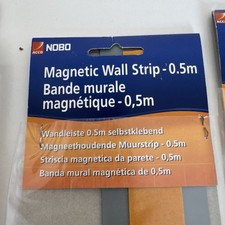 ACCO NOBO
Magnetic Wall Strip - 0.5m
Bande murale
magnétique - 0,5m
Wandleiste 0.5m selbstklebend
Magneethoudende Muurstrip - 0.5m
Striscia magnetica da parete - 0,5m
Banda mural magnética de 0,5m